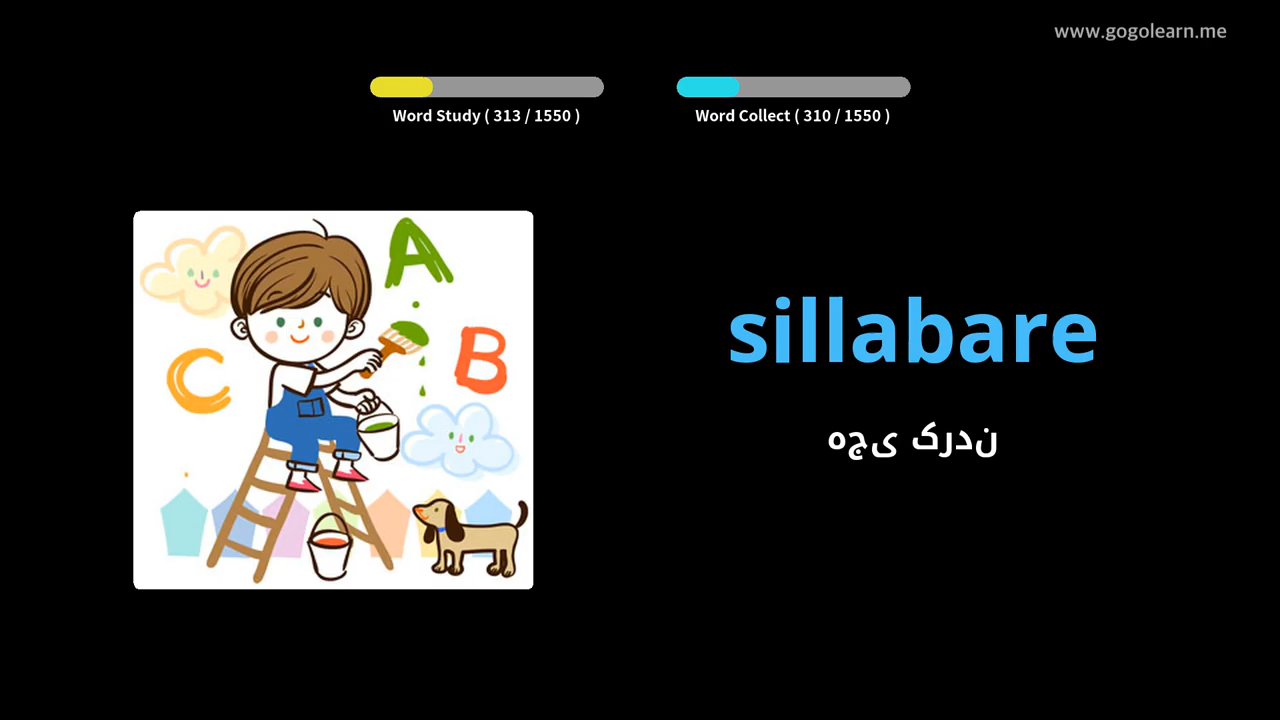 www.gogolearn.me
Word Study ( 313 / 1550 )
Word Collect ( 310 / 1550 )
A
B
C
sillabare
هجی کردن